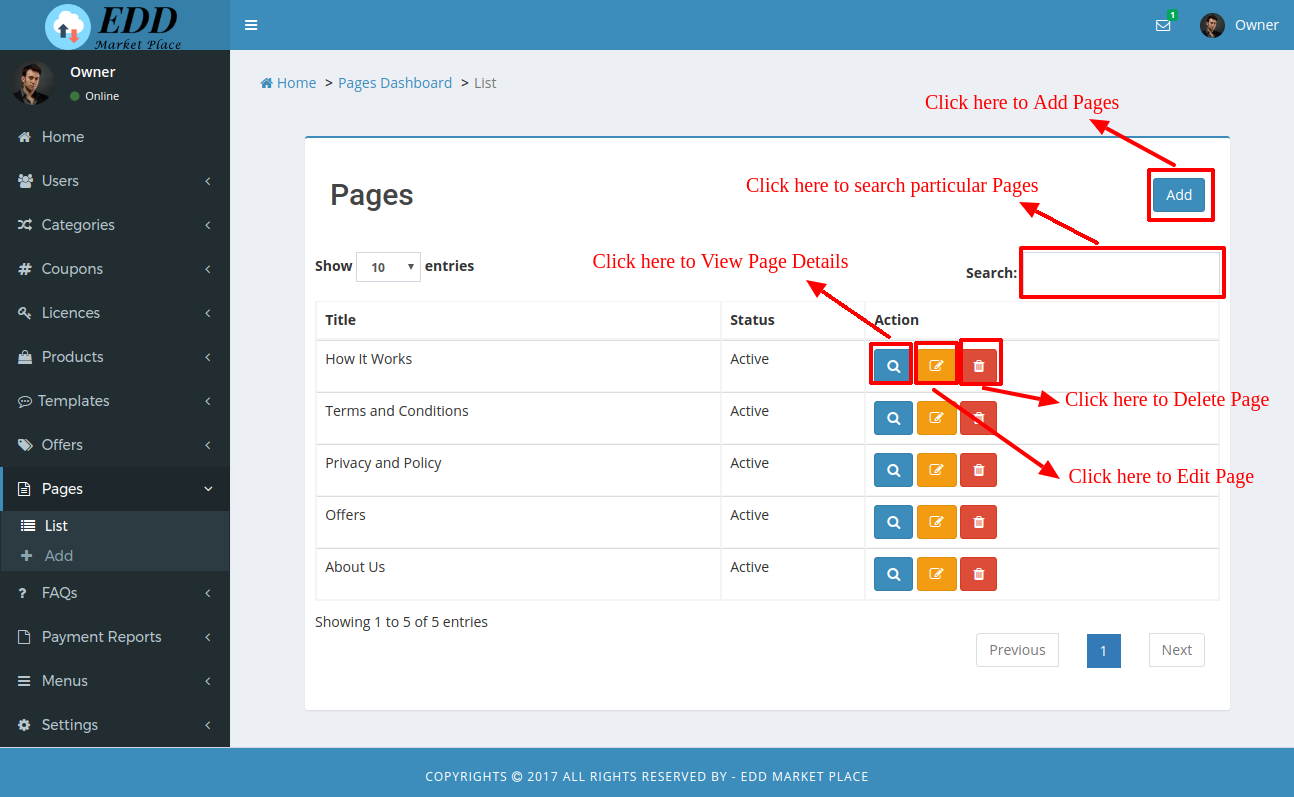 EDD
Market Place
1
Owner
Owner
Online
Home
Users
Categories
Coupons
Licences
Products
Templates
Offers
Pages
List
Add
FAQs
Payment Reports
Menus
Settings
Home > Pages Dashboard > List
Click here to Add Pages
Pages
Click here to search particular Pages
Add
Show 10 entries
Click here to View Page Details
Search:
Title Status Action
How It Works Active
Click here to Delete Page
Terms and Conditions Active
Privacy and Policy Active
Click here to Edit Page
Offers Active
About Us Active
Showing 1 to 5 of 5 entries
Previous 1 Next
COPYRIGHTS © 2017 ALL RIGHTS RESERVED BY - EDD MARKET PLACE